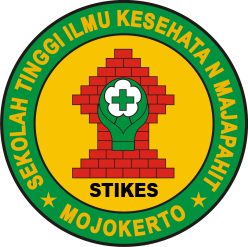 SEKOLAH TINGGI ILMU KESEHATA N MAJAPAHIT
STIKES
MOJOKERTO